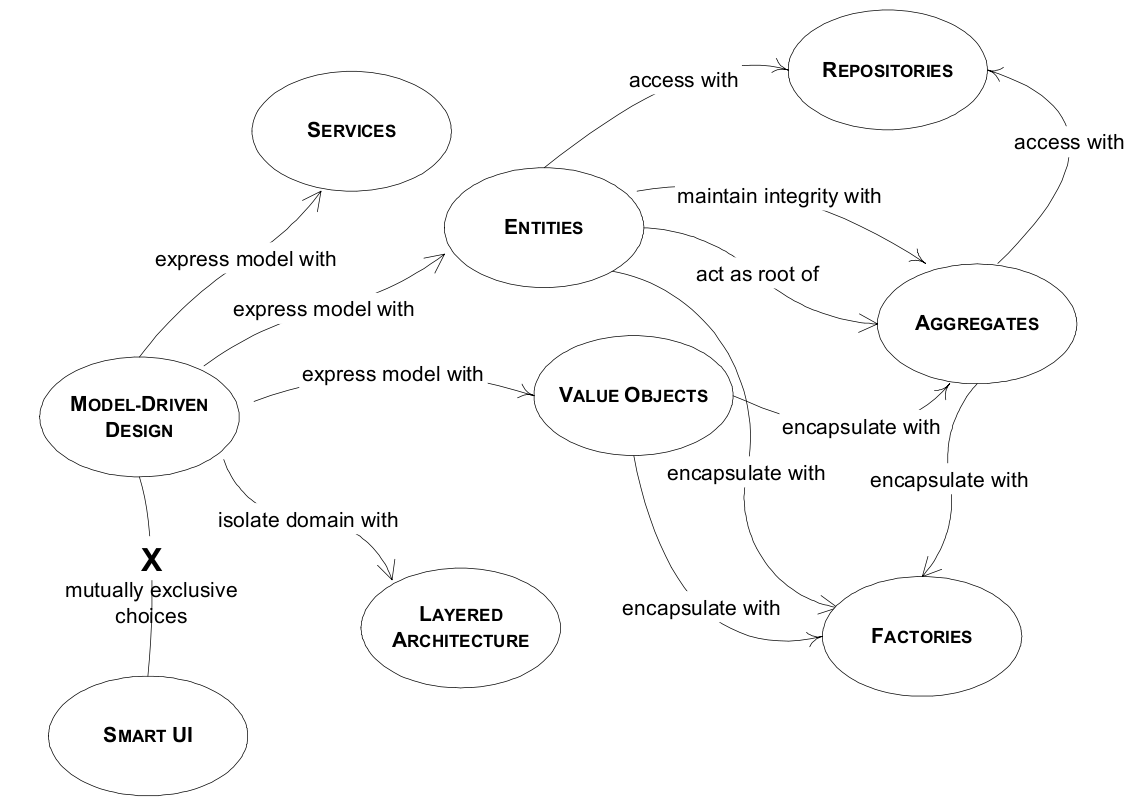 REPOSITORIES
access with
SERVICES
access with
maintain integrity with
ENTITIES
express model with
act as root of
express model with
AGGREGATES
express model with
VALUE OBJECTS
MODEL-DRIVEN
DESIGN
encapsulate with
encapsulate with
encapsulate with
isolate domain with
X
mutually exclusive
choices
encapsulate with
LAYERED
ARCHITECTURE
FACTORIES
SMART UI